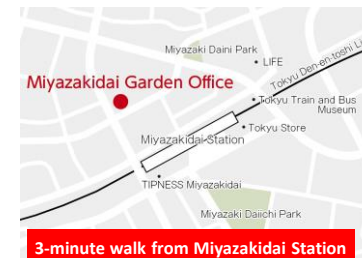 Miyazaki Daini Park
LIFE
Tokyu Den-en-toshi Li
Miyazakidai Garden Office
Tokyu Train and Bus
Museum
Tokyu Store
Miyazakidai Station
TIPNESS Miyazakidai
Miyazaki Daiichi Park
3-minute walk from Miyazakidai Station